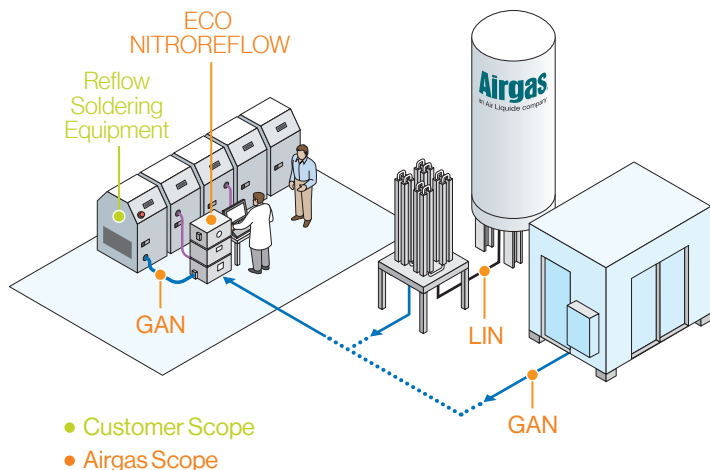 ECO
NITROREFLOW
Reflow
Soldering
Equipment
Airgas
an Air Liquide company
GAN
LIN
GAN
Customer Scope
Airgas Scope